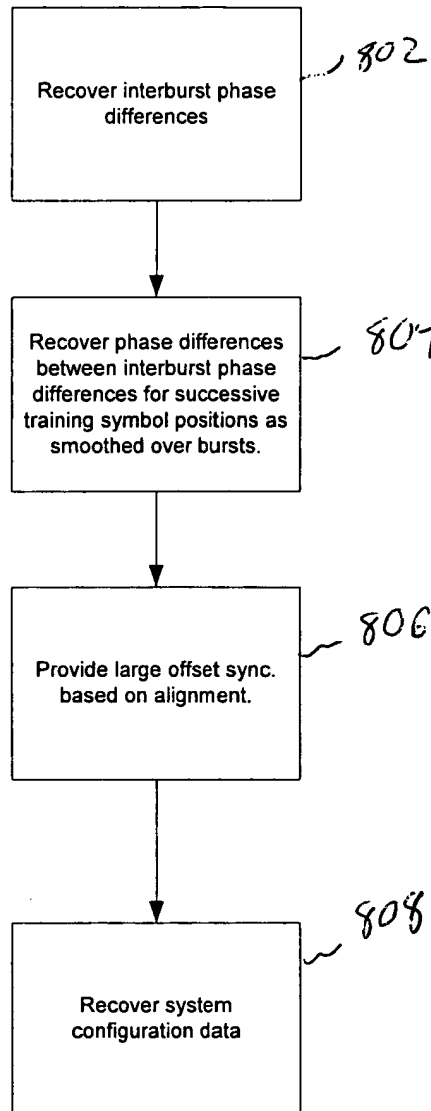 Recover interburst phase
differences
802
Recover phase differences
between interburst phase
differences for successive
training symbol positions as
smoothed over bursts.
Provide large offset sync.
based on alignment.
806
Recover system
configuration data
808